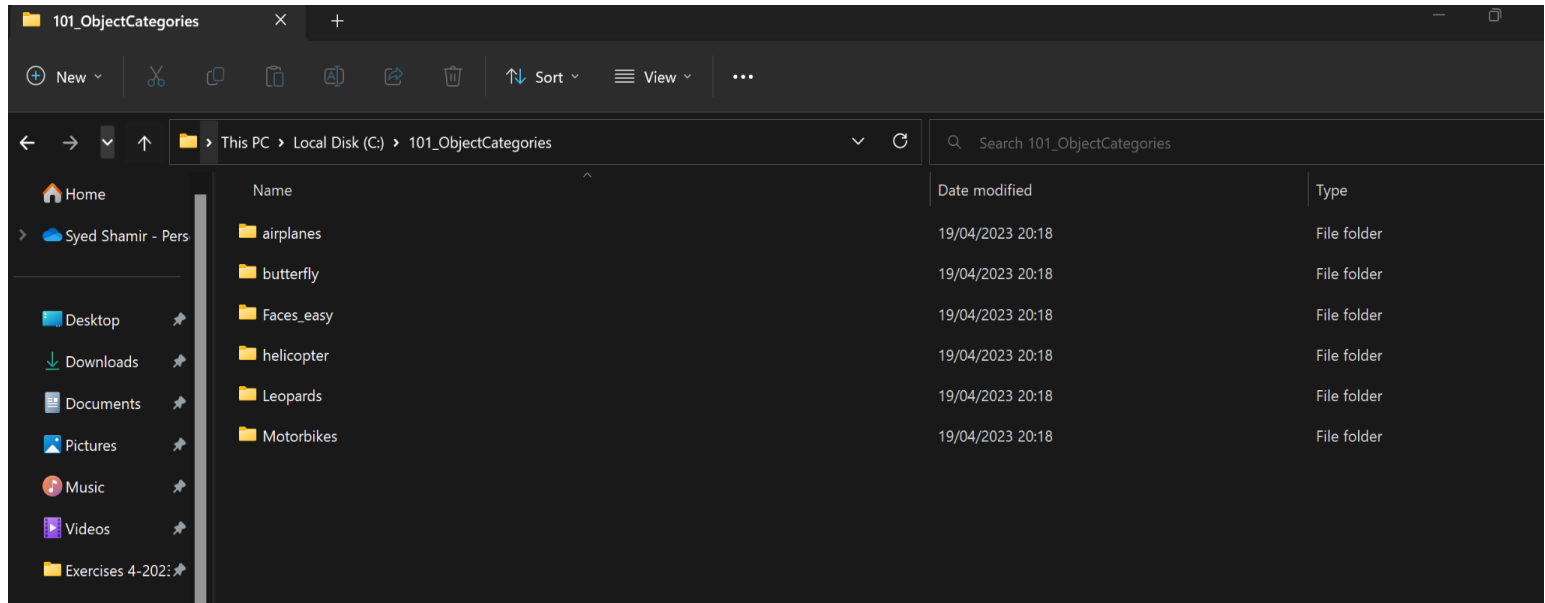 101_ObjectCategories
New
Sort
View
This PC > Local Disk (C:) > 101_ObjectCategories
Search 101_ObjectCategories
Home
Syed Shamir - Pers
Desktop
Downloads
Documents
Pictures
Music
Videos
Exercises 4-202
Name Date modified Type
airplanes 19/04/2023 20:18 File folder
butterfly 19/04/2023 20:18 File folder
Faces_easy 19/04/2023 20:18 File folder
helicopter 19/04/2023 20:18 File folder
Leopards 19/04/2023 20:18 File folder
Motorbikes 19/04/2023 20:18 File folder